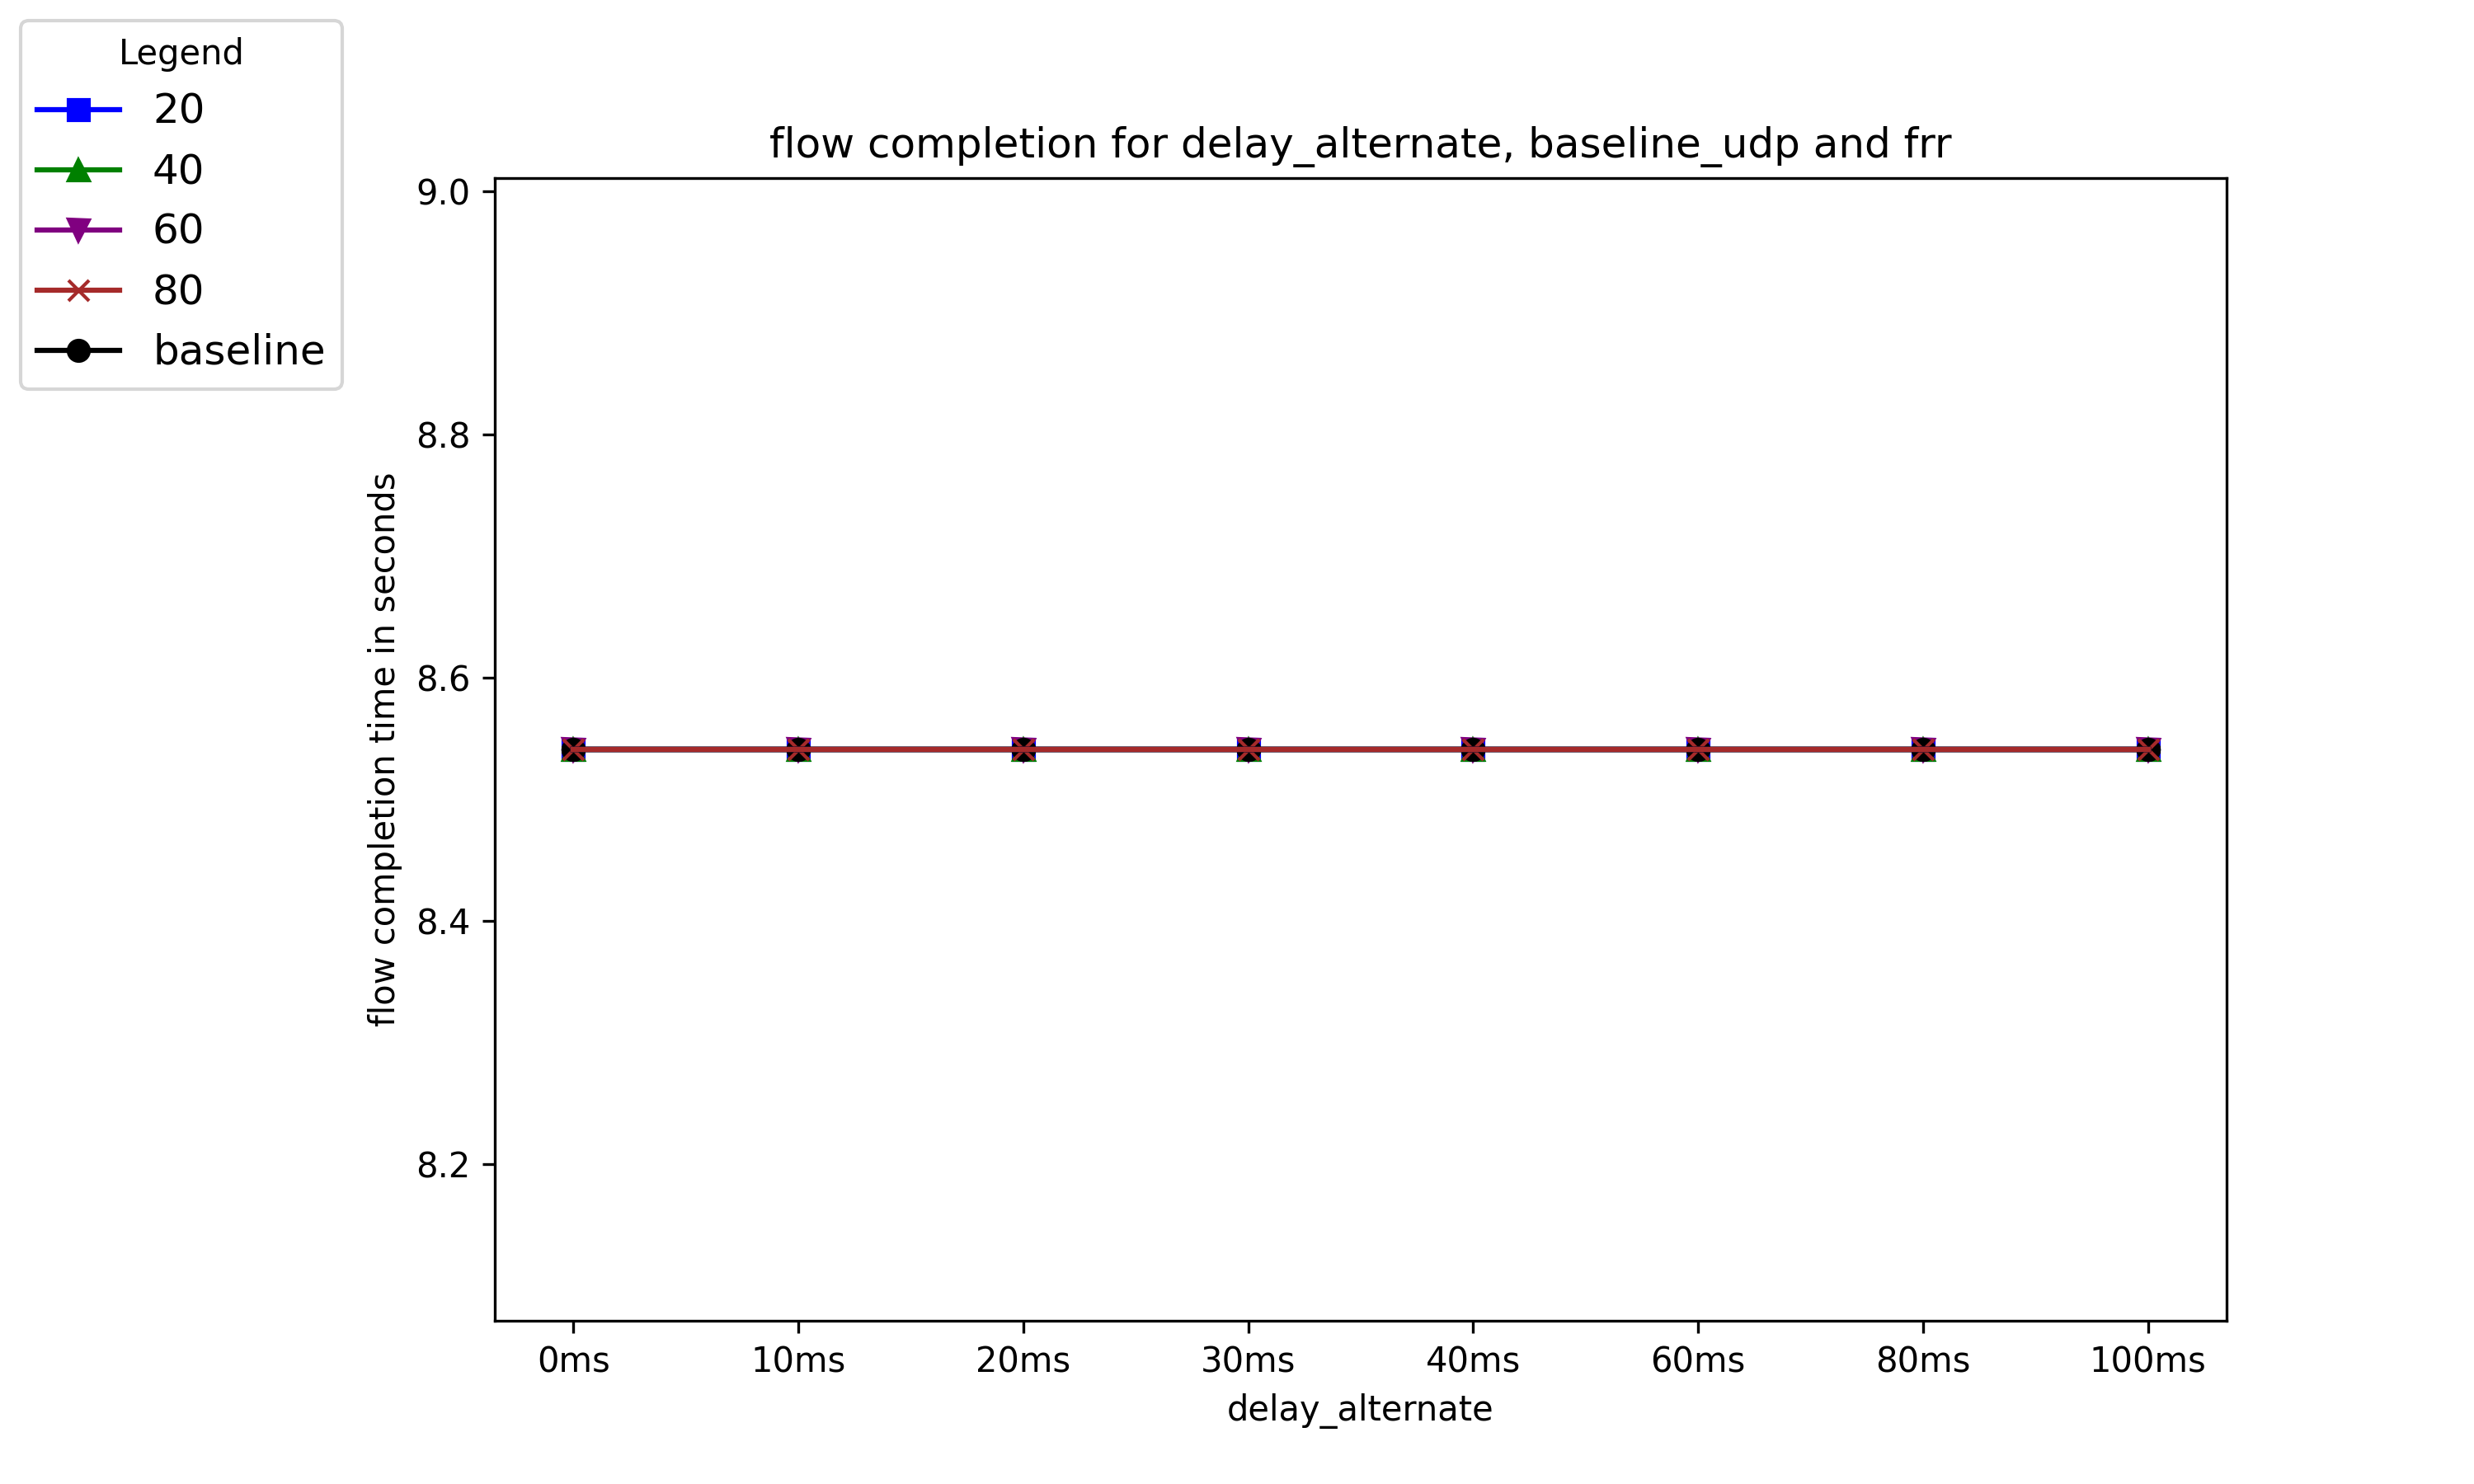 Legend
20
40
60
80
baseline
flow completion for delay_alternate, baseline_udp and frr
flow completion time in seconds
9.0
8.8
8.6
8.4
8.2
0ms 10ms 20ms 30ms 40ms 60ms 80ms 100ms
delay_alternate